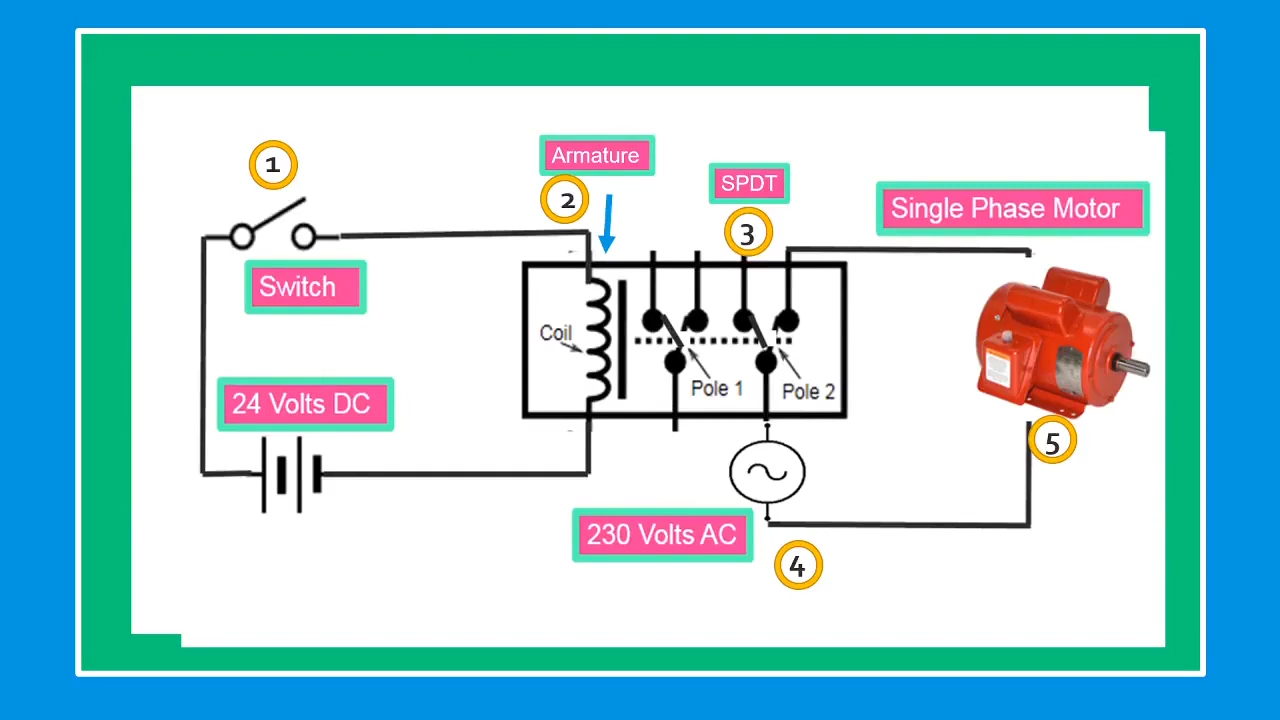 1
Armature
2
SPDT
3
Single Phase Motor
Switch
Coil
Pole 1
Pole 2
24 Volts DC
5
230 Volts AC
4